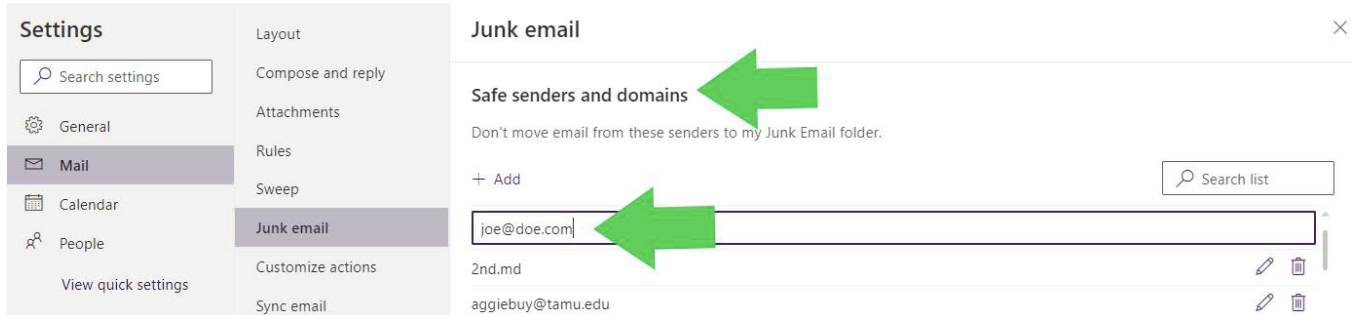 Settings
Search settings
General
Mail
Calendar
People
View quick settings
Layout
Compose and reply
Attachments
Rules
Sweep
Junk email
Customize actions
Sync email
Junk email
Safe senders and domains
Don't move email from these senders to my Junk Email folder.
+ Add
Search list
joe@doe.com
2nd.md
aggiebuy@tamu.edu